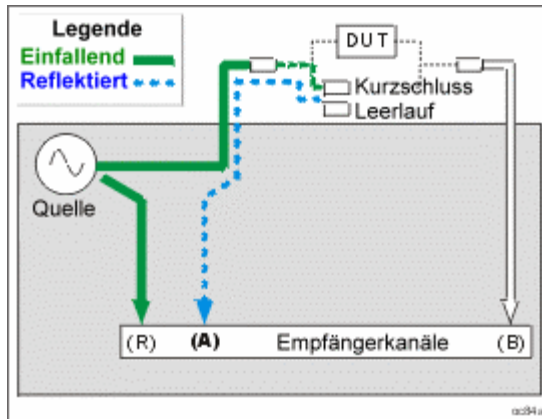 Legende
Einfallend
Reflektiert
DUT
Kurzschluss
Leerlauf
Quelle
(R) (A) Empfängerkanäle (B)